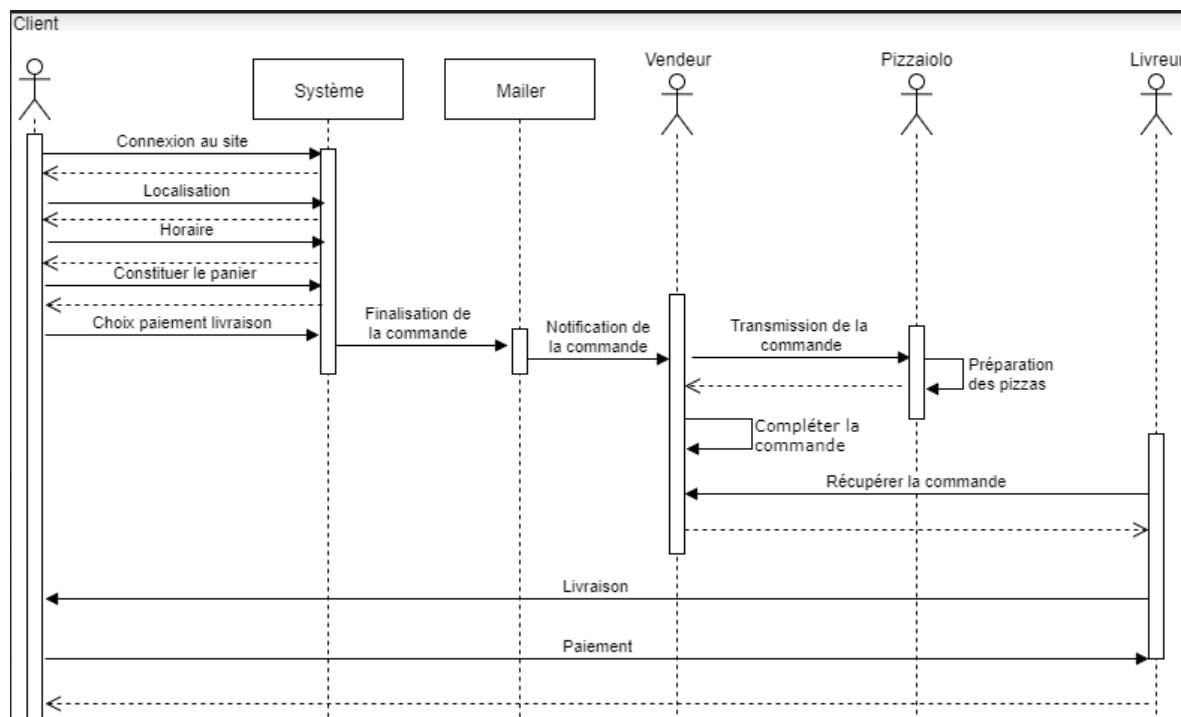 Client
Vendeur
Pizzaiolo
Livreur
Système
Mailer
Connexion au site
Localisation
Horaire
Constituer le panier
Choix paiement livraison
Finalisation de
la commande
Notification de
la commande
Transmission de la
commande
Préparation
des pizzas
Compléter la
commande
Récupérer la commande
Livraison
Paiement